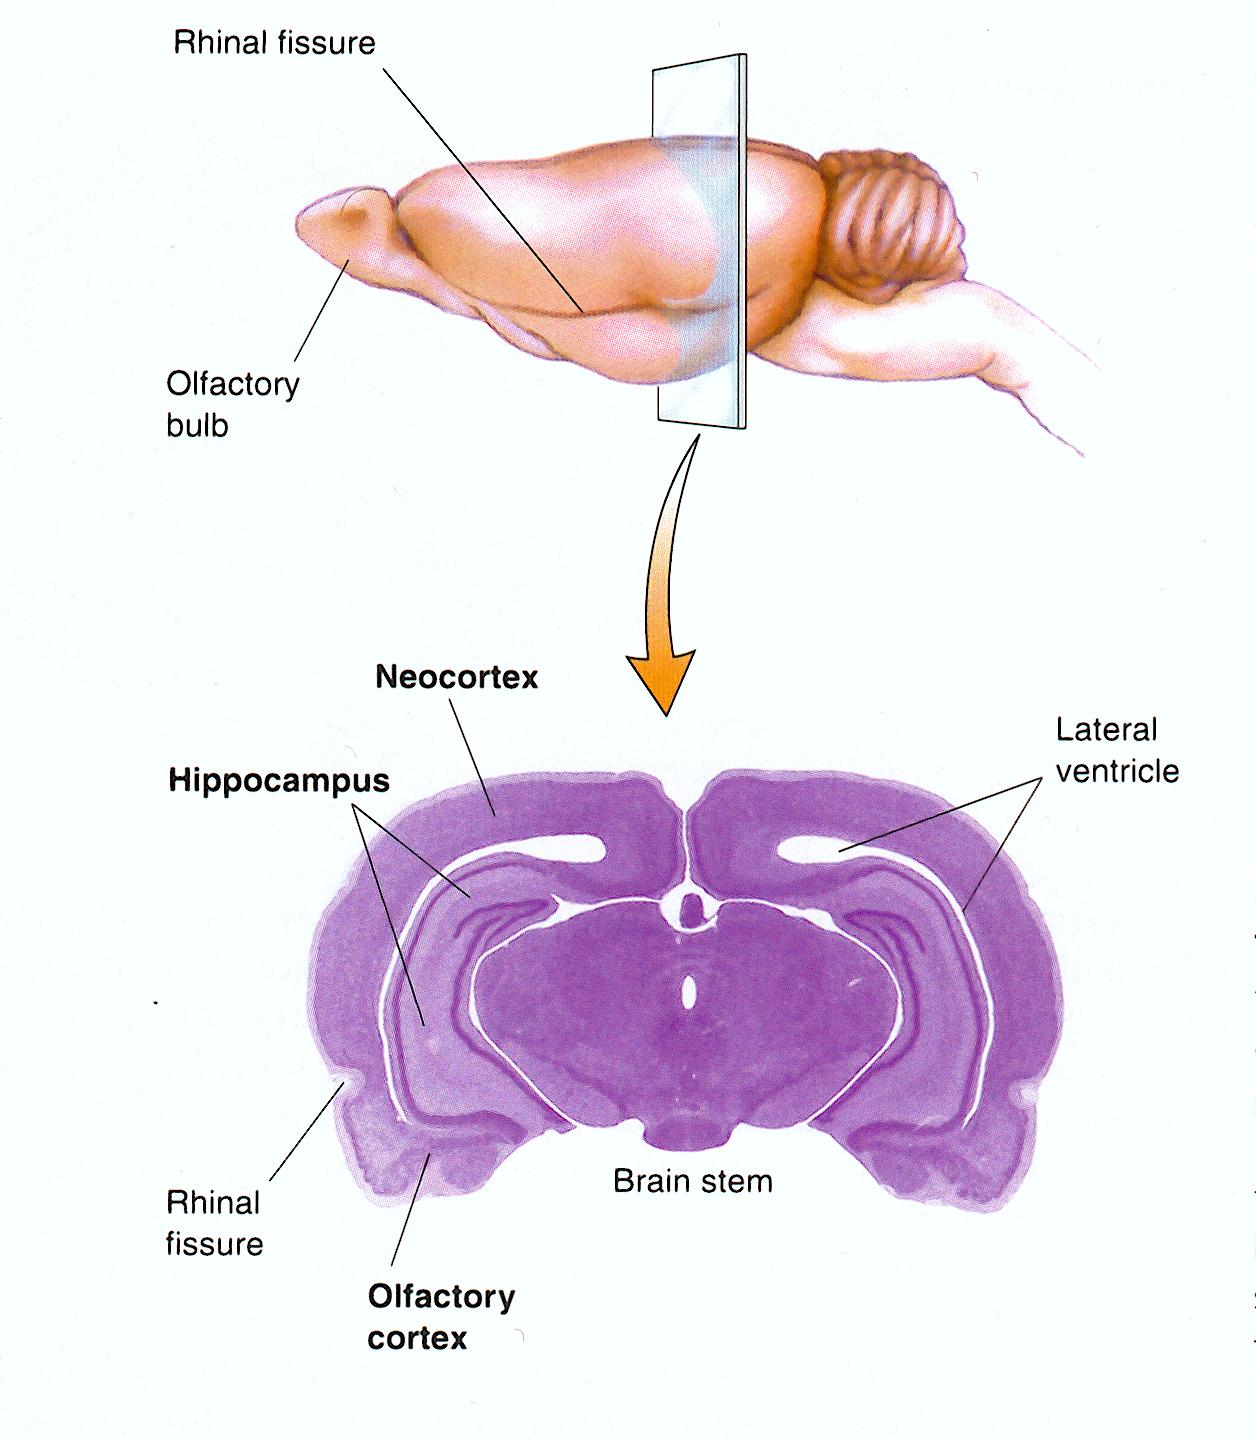 Rhinal fissure
Olfactory
bulb
Neocortex
Lateral
ventricle
Hippocampus
Brain stem
Rhinal
fissure
Olfactory
cortex